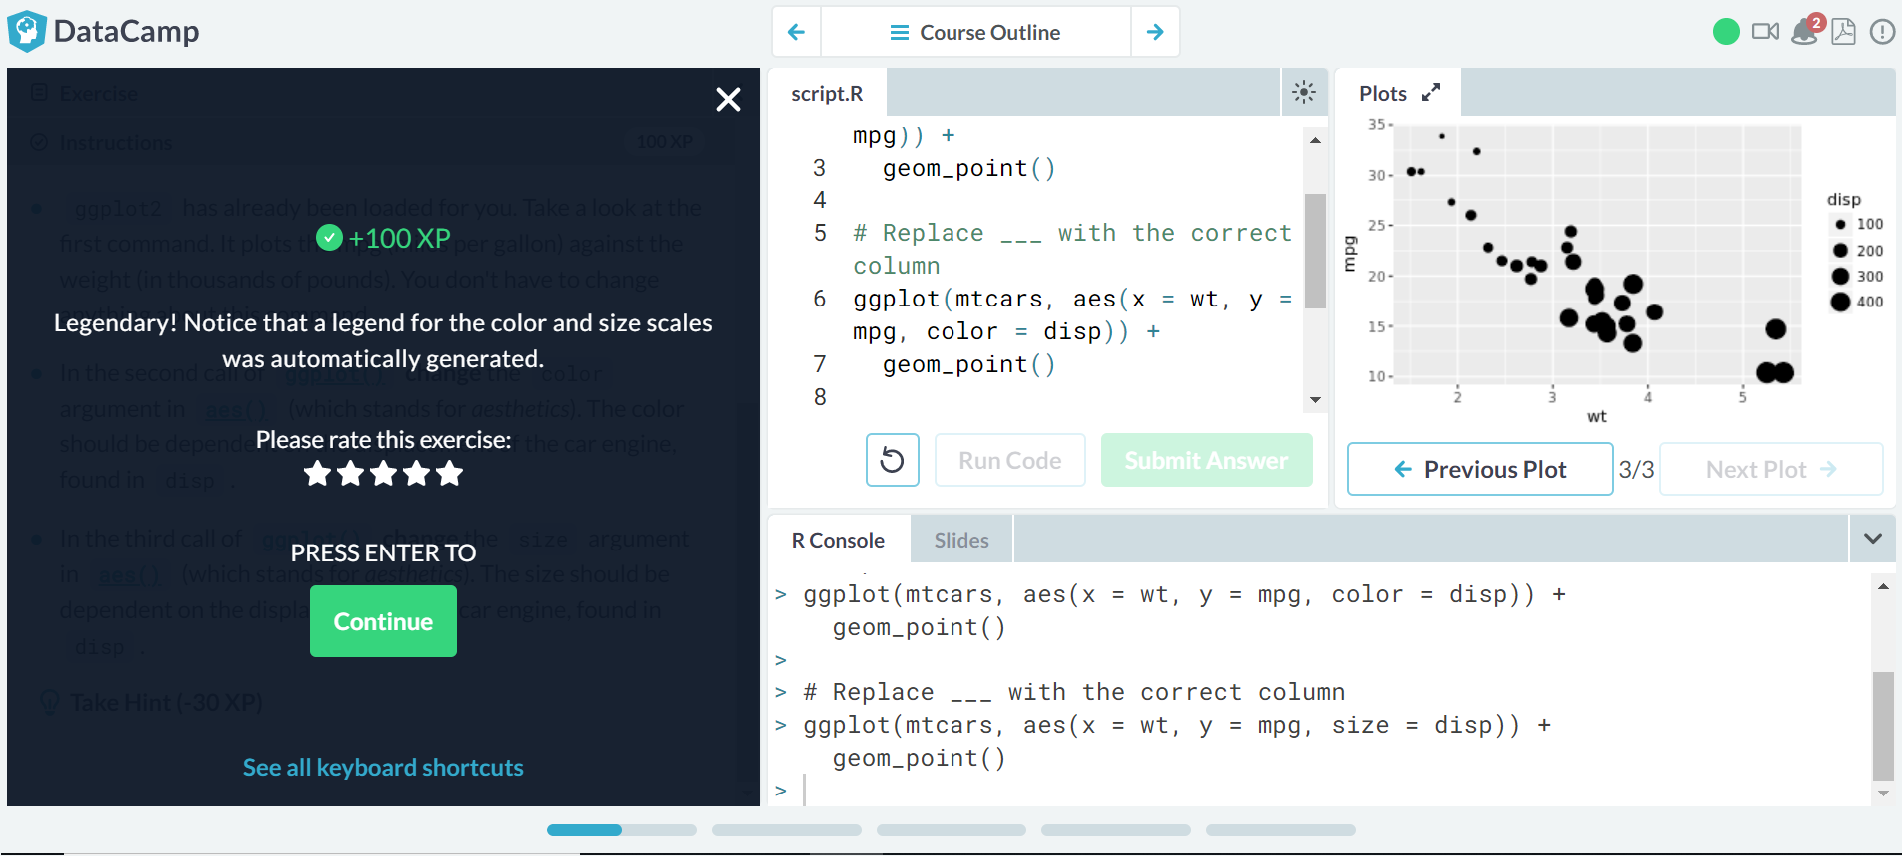 DataCamp
Course Outline
2
Exercise
Instructions
100 XP
ggplot2 has already been loaded for you. Take a look at the
first command. It plots the mpg per gallon) against the
weight (in thousands of pounds). You don't have to change
+100 XP
Legendary! Notice that a legend for the color and size scales
was automatically generated.
In the second call of ggplot() change the color
argument in aes() (which stands for aesthetics). The color
should be dependent the car engine,
found in disp .
Please rate this exercise:
In the third call of ggplot() change the size argument
in aes() (which stands for aesthetics). The size should be
dependent on the displa car engine, found in
disp .
PRESS ENTER TO
Continue
Take Hint (-30 XP)
See all keyboard shortcuts
script.R
mpg)) +
3 geom_point()
4
5 # Replace ___ with the correct
column
6 ggplot(mtcars, aes(x = wt, y =
mpg, color = disp)) +
7 geom_point()
8
Run Code
Submit Answer
Plots
35
30
25
20
15
10
mpg
2 3 4 5
wt
disp
100
200
300
400
Previous Plot
3/3
Next Plot
R Console
Slides
> ggplot(mtcars, aes(x = wt, y = mpg, color = disp)) +
geom_point()
>
> # Replace ___ with the correct column
> ggplot(mtcars, aes(x = wt, y = mpg, size = disp)) +
geom_point()
>